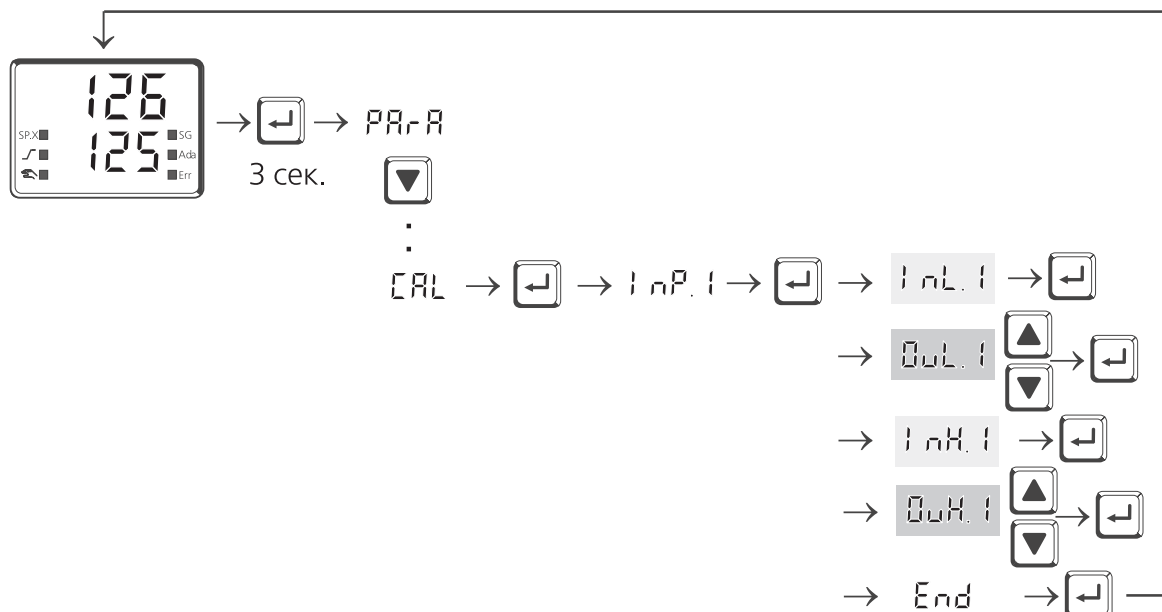 126
SP.X 125 SG
Ada
Err
3 сек.
PArA
:
CAL
InP.1
InL.1
OuL.1
InH.1
OuH.1
End